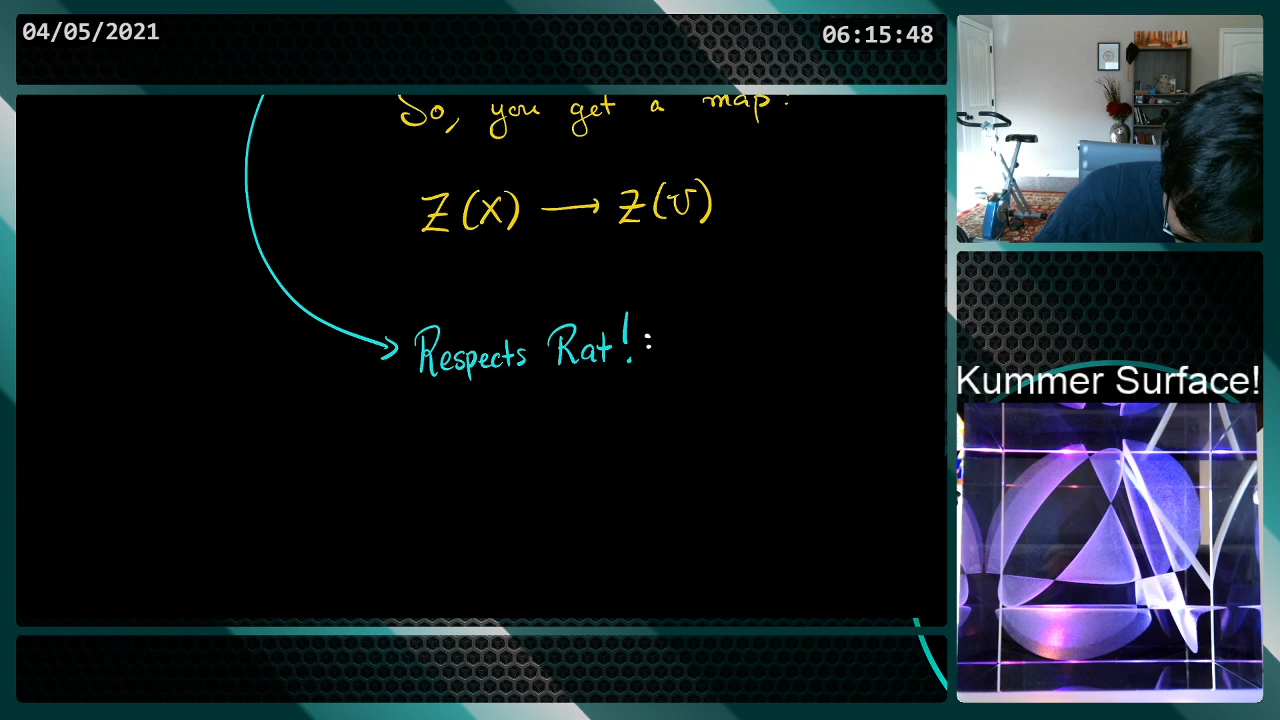 04/05/2021
06:15:48
So, you get a map:
Z(X) → Z(U)
Respects Rat! :
Kummer Surface!